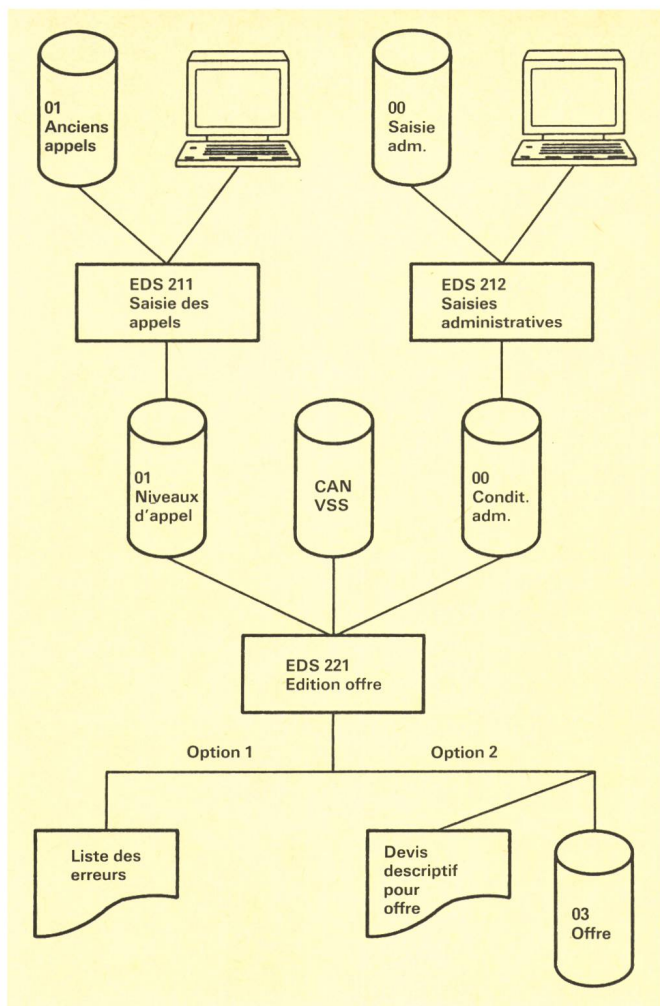 01
Anciens
appels
00
Saisie
adm.
EDS 211
Saisie des
appels
EDS 212
Saisies
administratives
01
Niveaux
d'appel
CAN
VSS
00
Condit.
adm.
EDS 221
Edition offre
Option 1
Option 2
Liste des
erreurs
Devis
descriptif
pour
offre
03
Offre